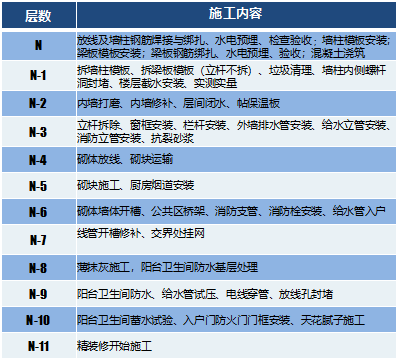 层数 施工内容
N 放线及墙柱钢筋焊接与绑扎、水电预埋、检查验收；墙柱模板安装；
梁板模板安装；梁板钢筋绑扎、水电预埋、验收；混凝土浇筑
N-1 拆墙柱模板、拆梁板模板（立杆不拆）、垃圾清理、墙柱内侧螺杆
洞封堵、楼层截水安装、实测实量
N-2 内墙打磨、内墙修补、层间闭水、帖保温板
N-3 立杆拆除、窗框安装、栏杆安装、外墙排水管安装、给水立管安装、
消防立管安装、抗裂砂浆
N-4 砌体放线、砌块运输
N-5 砌块施工、厨房烟道安装
N-6 砌体墙体开槽、公共区桥架、消防支管、消防栓安装、给水管入户
N-7 线管开槽修补、交界处挂网
N-8 薄抹灰施工，阳台卫生间防水基层处理
N-9 阳台卫生间防水、给水管试压、电线穿管、放线孔封堵
N-10 阳台卫生间蓄水试验、入户门防火门门框安装、天花腻子施工
N-11 精装修开始施工